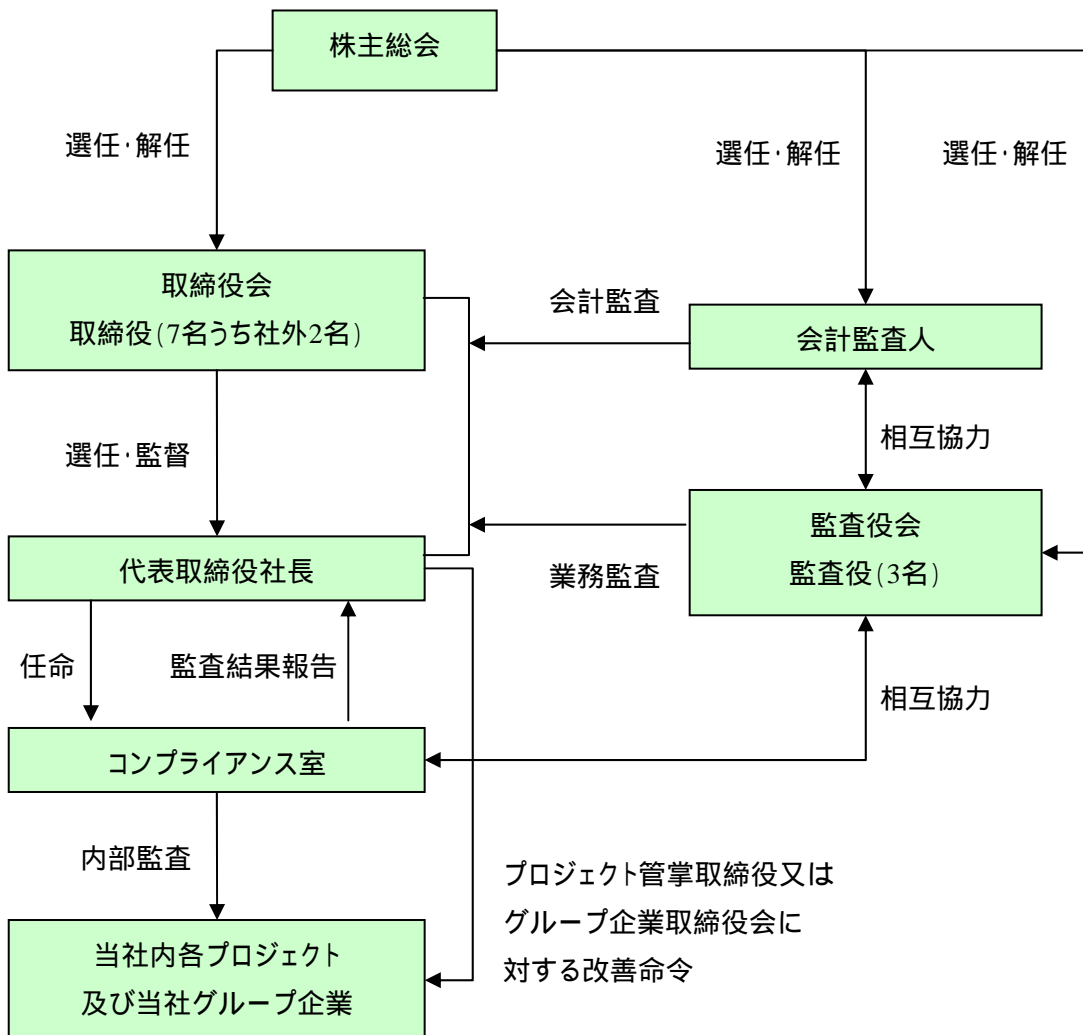 株主総会
選任・解任
選任・解任
選任・解任
取締役会
取締役(7名うち社外2名)
会計監査
会計監査人
相互協力
選任・監督
監査役会
監査役(3名)
代表取締役社長
業務監査
任命
監査結果報告
相互協力
コンプライアンス室
内部監査
プロジェクト管掌取締役又は
グループ企業取締役会に
対する改善命令
当社内各プロジェクト
及び当社グループ企業